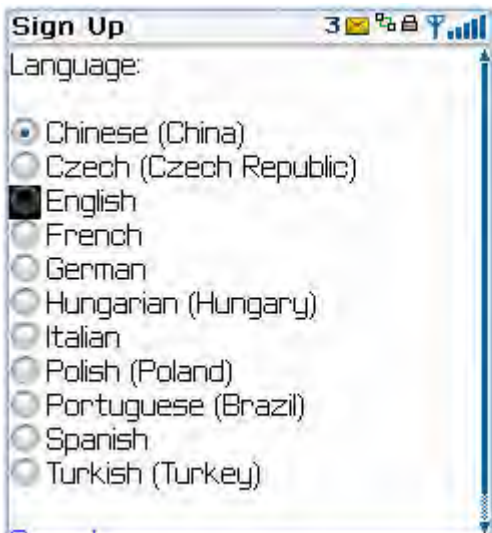 Sign Up 3
Language:
Chinese (China)
Czech (Czech Republic)
English
French
German
Hungarian (Hungary)
Italian
Polish (Poland)
Portuguese (Brazil)
Spanish
Turkish (Turkey)